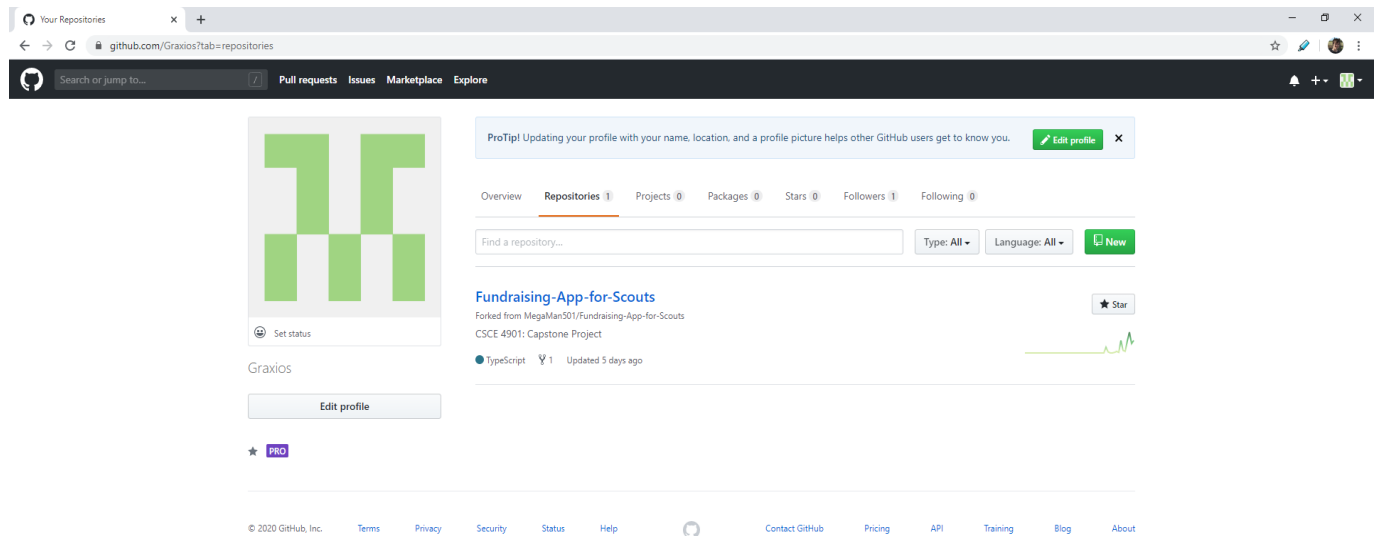 Your Repositories
github.com/Graxios?tab=repositories
Search or jump to... / Pull requests Issues Marketplace Explore
ProTip! Updating your profile with your name, location, and a profile picture helps other GitHub users get to know you. Edit profile
Overview Repositories 1 Projects 0 Packages 0 Stars 0 Followers 1 Following 0
Find a repository... Type: All Language: All New
Fundraising-App-for-Scouts Star
Forked from MegaMan501/Fundraising-App-for-Scouts
CSCE 4901: Capstone Project
TypeScript 1 Updated 5 days ago
Set status
Graxios
Edit profile
PRO
© 2020 GitHub, Inc. Terms Privacy Security Status Help Contact GitHub Pricing API Training Blog About